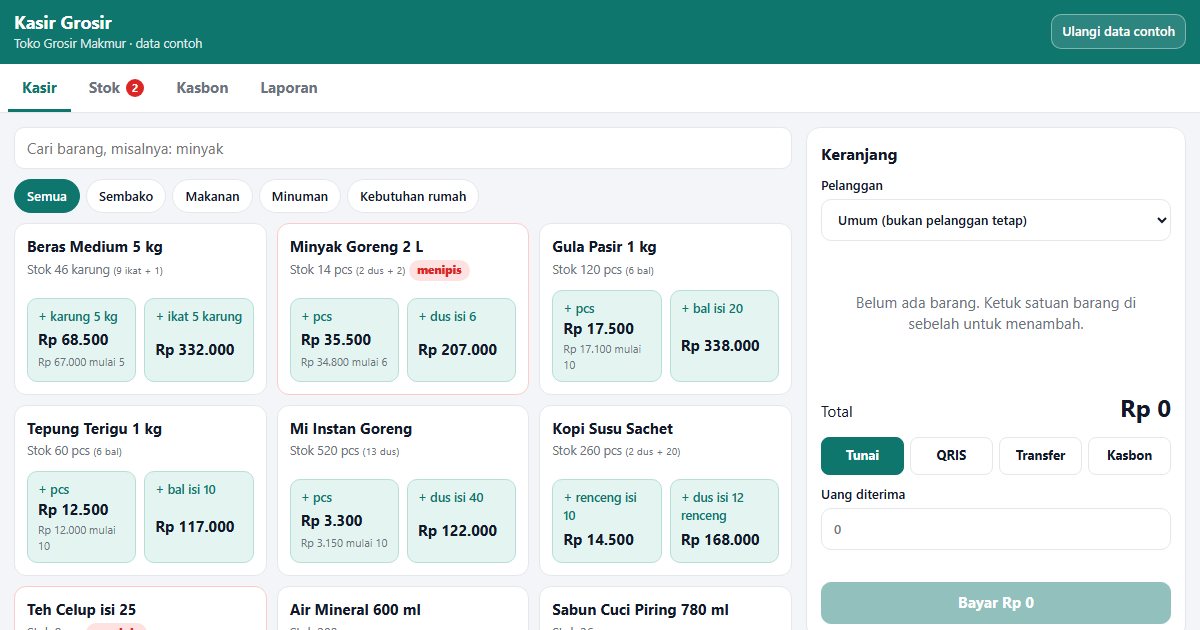 Kasir Grosir
Toko Grosir Makmur · data contoh
Ulangi data contoh
Kasir
Stok 2
Kasbon
Laporan
Cari barang, misalnya: minyak
Semua
Sembako
Makanan
Minuman
Kebutuhan rumah
Beras Medium 5 kg
Stok 46 karung (9 ikat + 1)
+ karung 5 kg
Rp 68.500
Rp 67.000 mulai 5
+ ikat 5 karung
Rp 332.000
Minyak Goreng 2 L
Stok 14 pcs (2 dus + 2) menipis
+ pcs
Rp 35.500
Rp 34.800 mulai 6
+ dus isi 6
Rp 207.000
Gula Pasir 1 kg
Stok 120 pcs (6 bal)
+ pcs
Rp 17.500
Rp 17.100 mulai
10
+ bal isi 20
Rp 338.000
Tepung Terigu 1 kg
Stok 60 pcs (6 bal)
+ pcs
Rp 12.500
Rp 12.000 mulai
10
+ bal isi 10
Rp 117.000
Mi Instan Goreng
Stok 520 pcs (13 dus)
+ pcs
Rp 3.300
Rp 3.150 mulai 10
+ dus isi 40
Rp 122.000
Kopi Susu Sachet
Stok 260 pcs (2 dus + 20)
+ renceng isi
10
Rp 14.500
+ dus isi 12
renceng
Rp 168.000
Teh Celup isi 25
Air Mineral 600 ml
Sabun Cuci Piring 780 ml
Keranjang
Pelanggan
Umum (bukan pelanggan tetap)
Belum ada barang. Ketuk satuan barang di
sebelah untuk menambah.
Total
Rp 0
Tunai
QRIS
Transfer
Kasbon
Uang diterima
0
Bayar Rp 0